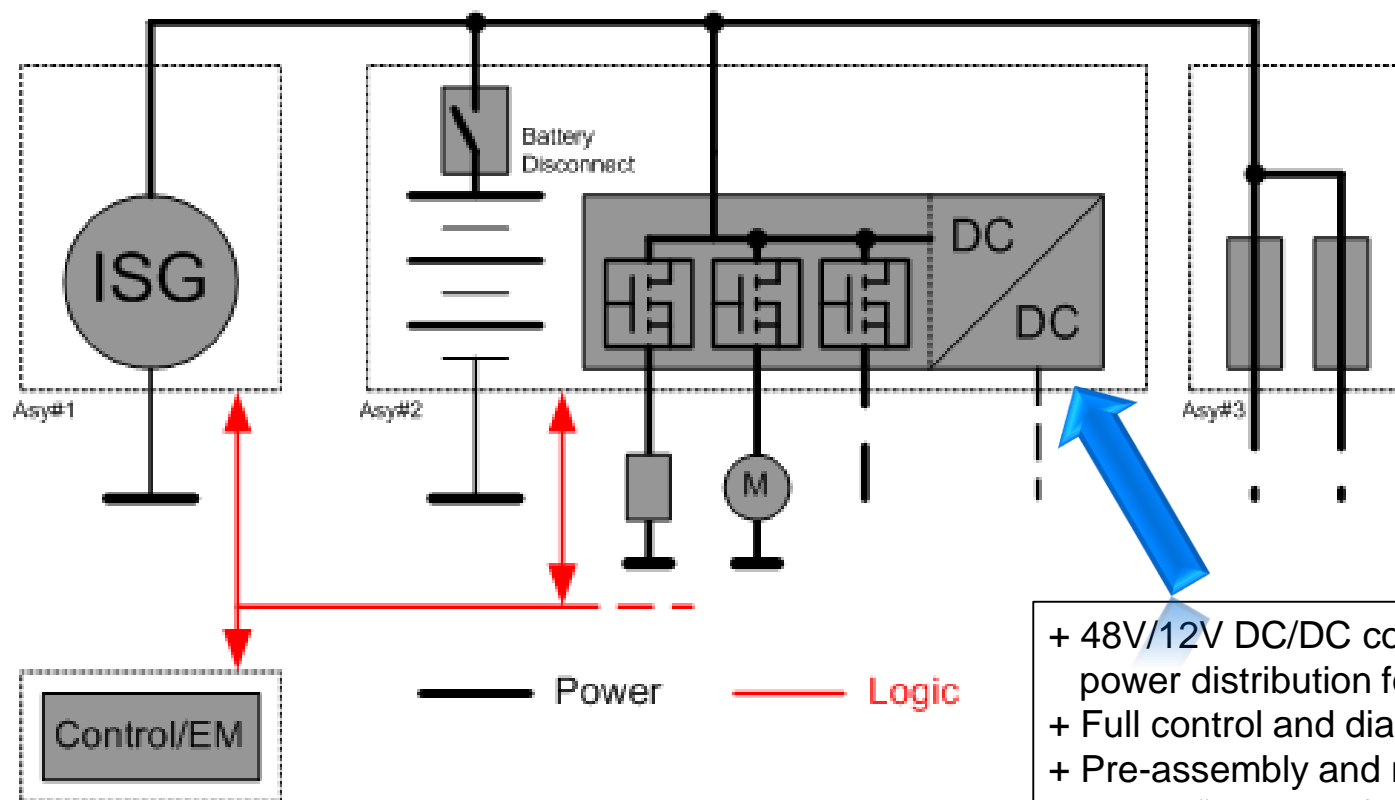 Battery
Disconnect
ISG
DC
DC
Asy#1
Asy#2
Asy#3
M
Power
Logic
Control/EM
+ 48V/12V DC/DC co
power distribution fo
+ Full control and dia
+ Pre-assembly and